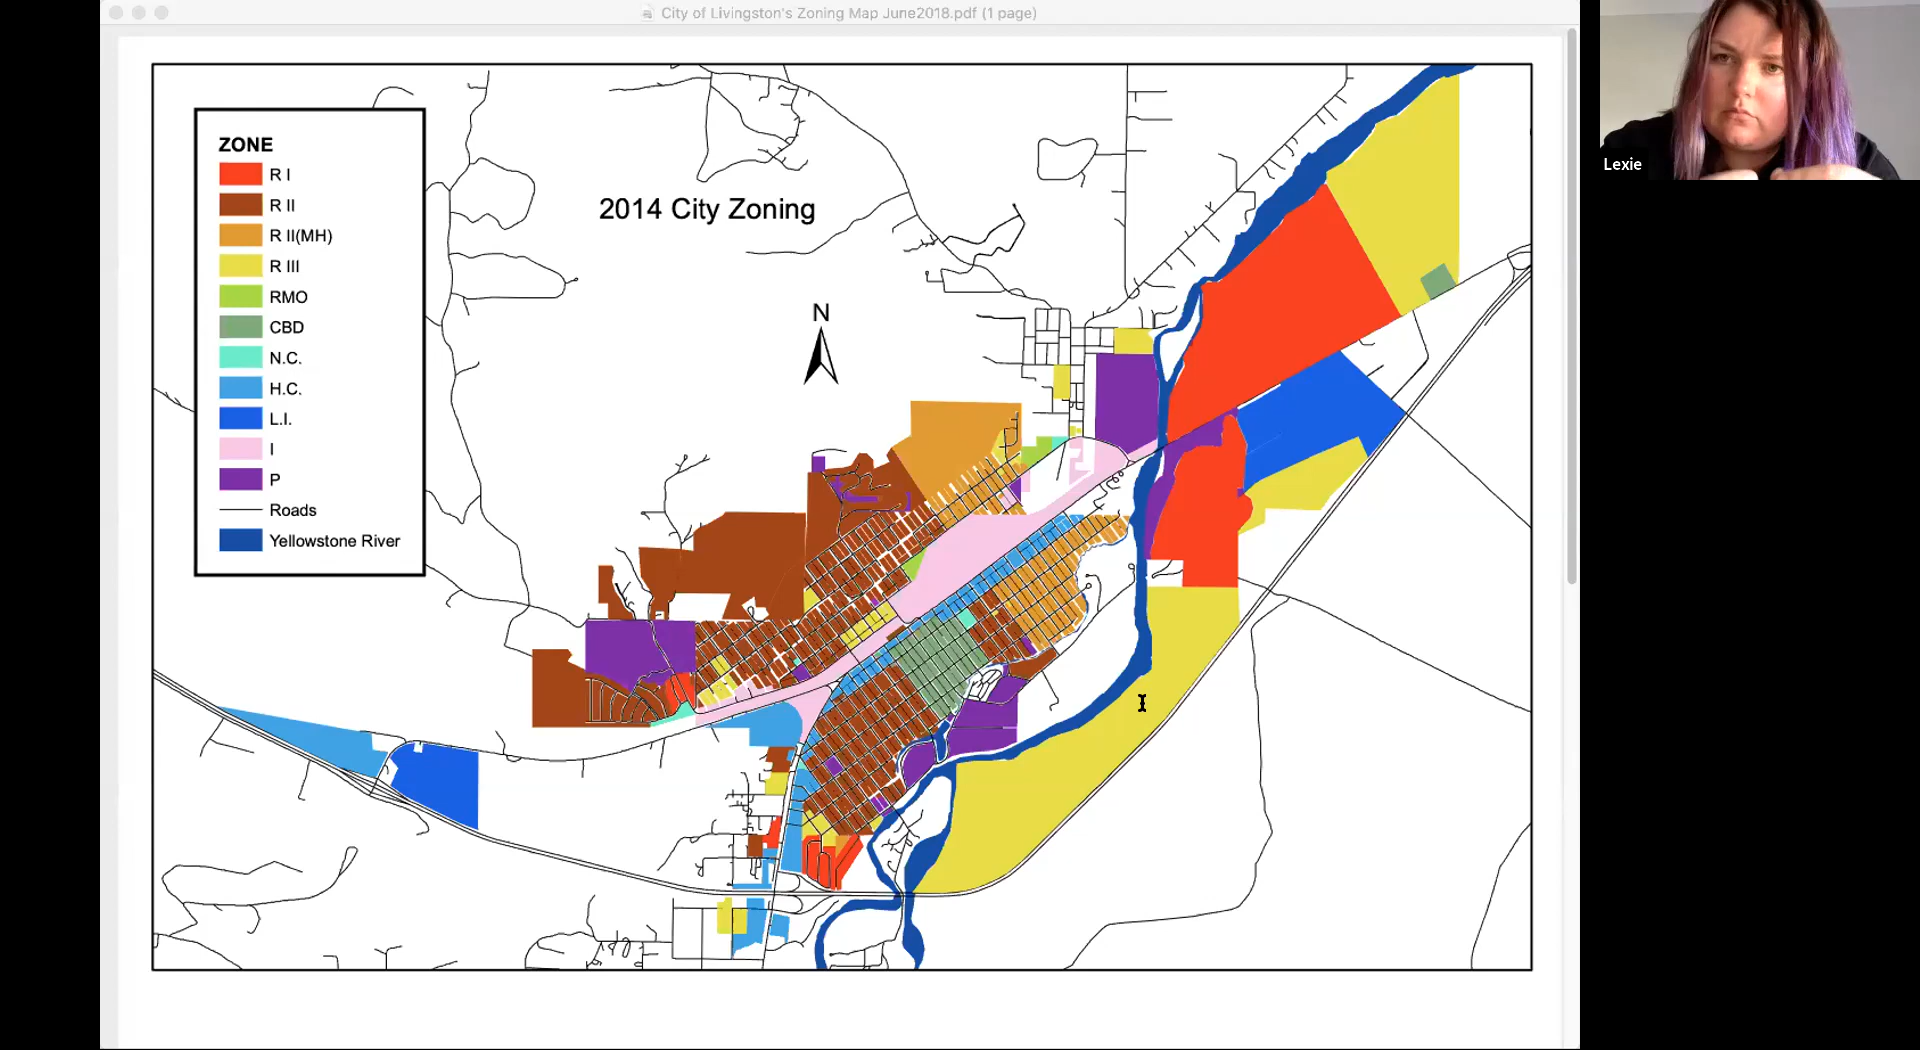 City of Livingston's Zoning Map June2018.pdf (1 page)
Lexie
2014 City Zoning
N
ZONE
R I
R II
R II(MH)
R III
RMO
CBD
N.C.
H.C.
L.I.
I
P
Roads
Yellowstone River